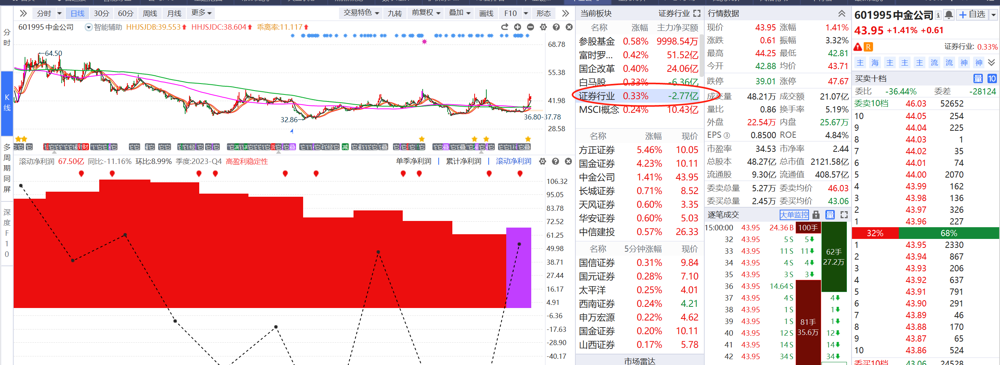 分时 日线 30分 60分 周线 月线 更多 交易特色 九转 前复权 叠加 画线 F10 形态
601995 中金公司 智能辅助 HHJSJDB:39.553 HHJSJDC:38.604 乖离率:11.117
分时
K线
多周期同屏
深度F10
64.50
32.86
36.80-37.78
68.78
55.38
41.98
28.58
滚动净利润 67.50亿 同比:-11.16% 环比:8.99% 季度:2023-Q4 高盈利稳定性 单季净利润 累计净利润 滚动净利润
106.32
95.05
83.78
72.52
61.25
49.98
38.71
27.44
16.17
4.91
-6.36
-17.63
-28.90
-40.17
当前板块 证券行业
名称 涨幅 主力净买额
参股基金 0.58% 9998.54万
富时罗... 0.42% 51.52亿
国企改革 0.40% 24.06亿
白马股 0.33% -6.36亿
证券行业 0.33% -2.77亿
MSCI概念 0.24% 10.43亿
名称 涨幅 现价
方正证券 5.46% 10.05
国金证券 4.23% 10.11
中金公司 1.41% 43.95
长城证券 0.71% 8.52
天风证券 0.60% 3.35
华安证券 0.60% 5.03
中信建投 0.57% 26.33
名称 5分钟涨幅 现价
国信证券 0.31% 9.84
国元证券 0.28% 7.10
太平洋 0.25% 4.01
西南证券 0.24% 4.21
申万宏源 0.22% 4.62
国金证券 0.20% 10.11
山西证券 0.17% 5.78
市场雷达
行情数据
现价 43.95 涨幅 1.41%
涨跌 0.61 振幅 3.32%
最高 44.25 最低 42.81
今开 42.88 均价 43.71
跌停 39.01 涨停 47.67
成交量 48.21万 成交额 21.07亿
量比 0.86 换手率 5.19%
外盘 22.54万 内盘 25.67万
EPS③ 0.8500 ROE 4.84%
市盈率 34.53 市净率 2.44
总股本 48.27亿 总市值 2121.58亿
流通股 9.30亿 流通值 408.57亿
委卖总量 5.27万 委卖均价 46.03
委买总量 2.45万 委买均价 43.06
逐笔成交 大单监控 量
15:00:00 43.95 24.36 B 100手
32 43.95 5 S 5
33 43.95 11 S 11
34 43.95 4 S 4
35 43.95 3 S 3
36 43.95 14.64 S
37 43.95 4 S 4
38 43.95 1 S 1
39 43.95 1 S 1
40 43.95 12 S 12
41 43.95 14 S 14
42 43.95 34 S 34
62手
27.2万
81手
35.6万
601995 中金公司 自选
43.95 +1.41% +0.61
R 证券行业: 0.33%
主 海 主 主 主 流 流 神 神
买卖十档 量 10
委比 -36.44% 委差 -28124
委卖10档 46.03 52652
10 44.05 254
9 44.04 225
8 44.03 1
7 44.02 35
6 44.01 74
5 44.00 2070
4 43.99 162
3 43.98 136
2 43.97 326
1 43.96 227
32% 68%
1 43.95 2330
2 43.94 867
3 43.93 206
4 43.92 637
5 43.91 791
6 43.90 291
7 43.89 46
8 43.88 170
9 43.87 65
10 43.86 524
委买10档 43.06 24528